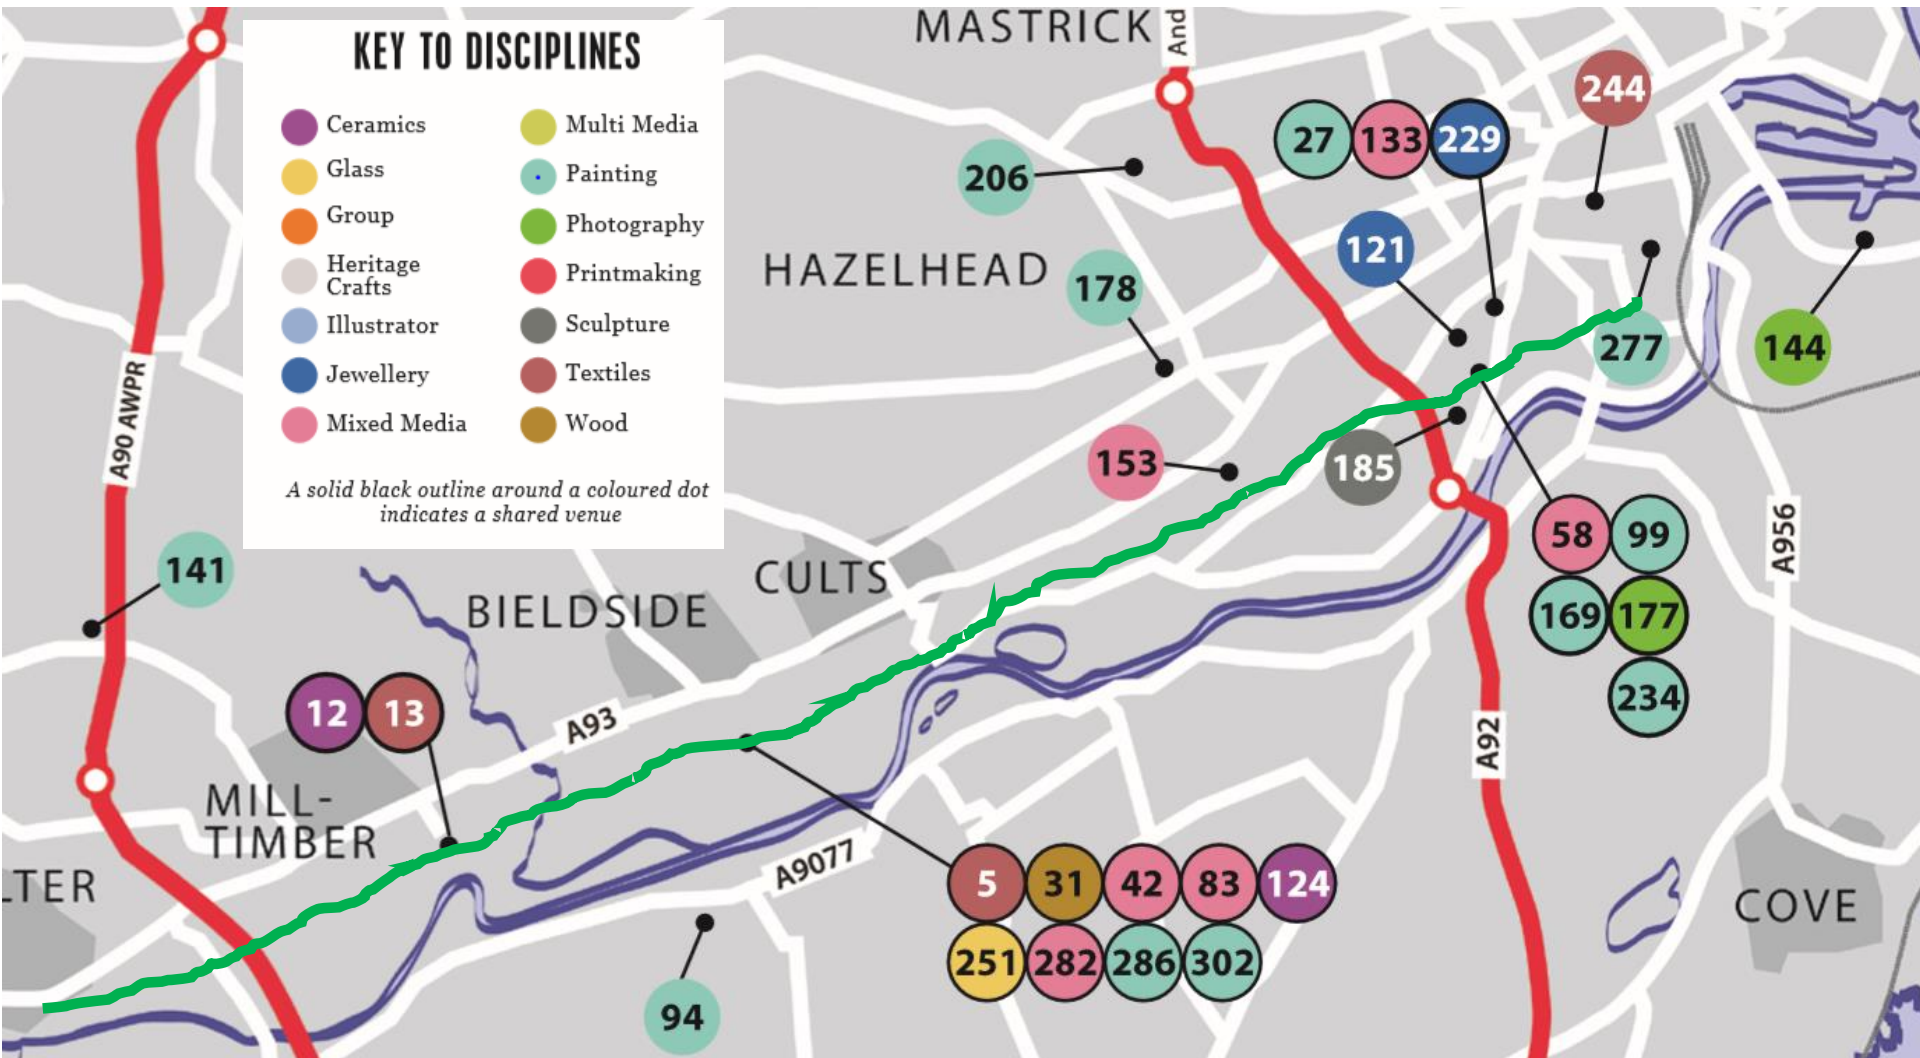 MASTRICK
And
KEY TO DISCIPLINES
Ceramics
Glass
Group
Heritage
Crafts
Illustrator
Jewellery
Mixed Media
Multi Media
Painting
Photography
Printmaking
Sculpture
Textiles
Wood
A solid black outline around a coloured dot
indicates a shared venue
244
27 133 229
206
121
HAZELHEAD
178
277
144
A90 AWPR
153
185
A956
58 99
141
CULTS
BIELDSIDE
169 177
234
12 13
A93
A92
MILL-
TIMBER
A9077
LTER
5 31 42 83 124
COVE
251 282 286 302
94